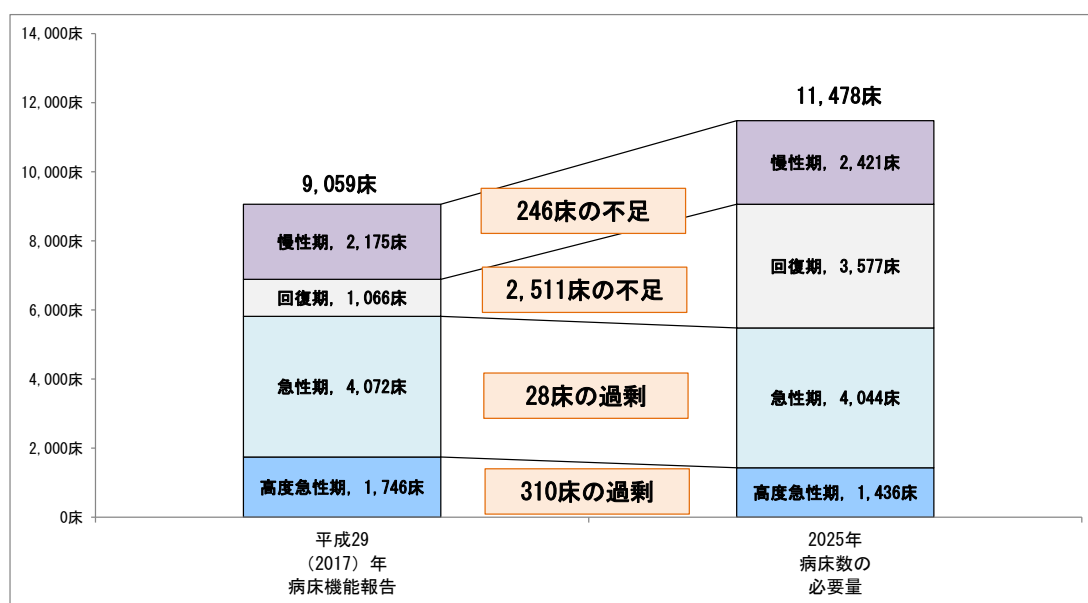 14,000床
12,000床
10,000床
8,000床
6,000床
4,000床
2,000床
0床
9,059床
慢性期, 2,175床
回復期, 1,066床
急性期, 4,072床
高度急性期, 1,746床
246床の不足
2,511床の不足
28床の過剰
310床の過剰
11,478床
慢性期, 2,421床
回復期, 3,577床
急性期, 4,044床
高度急性期, 1,436床
平成29
(2017) 年
病床機能報告
2025年
病床数の
必要量